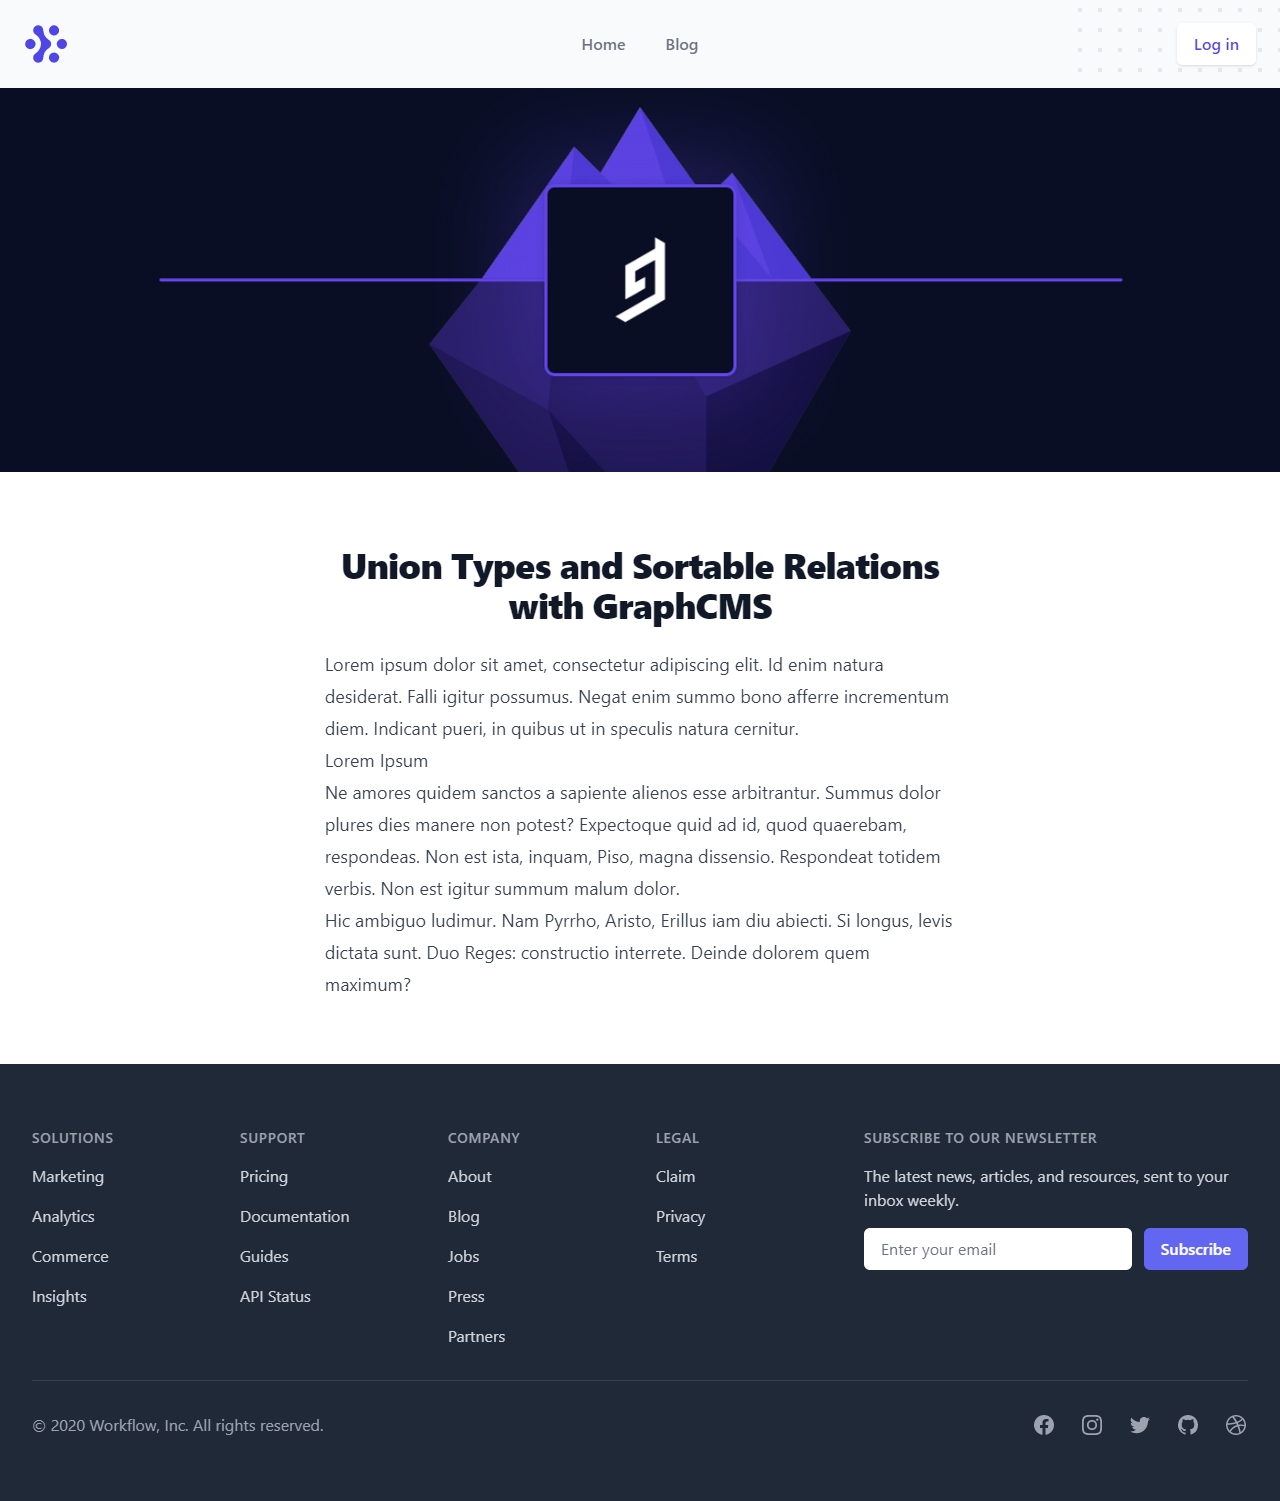 Home
Blog
Log in
Union Types and Sortable Relations
with GraphCMS
Lorem ipsum dolor sit amet, consectetur adipiscing elit. Id enim natura
desiderat. Falli igitur possumus. Negat enim summo bono afferre incrementum
diem. Indicant pueri, in quibus ut in speculis natura cernitur.
Lorem Ipsum
Ne amores quidem sanctos a sapiente alienos esse arbitrantur. Summus dolor
plures dies manere non potest? Expectoque quid ad id, quod quaerebam,
respondeas. Non est ista, inquam, Piso, magna dissensio. Respondeat totidem
verbis. Non est igitur summum malum dolor.
Hic ambiguo ludimur. Nam Pyrrho, Aristo, Erillus iam diu abiecti. Si longus, levis
dictata sunt. Duo Reges: constructio interrete. Deinde dolorem quem
maximum?
SOLUTIONS
Marketing
Analytics
Commerce
Insights
SUPPORT
Pricing
Documentation
Guides
API Status
COMPANY
About
Blog
Jobs
Press
Partners
LEGAL
Claim
Privacy
Terms
SUBSCRIBE TO OUR NEWSLETTER
The latest news, articles, and resources, sent to your
inbox weekly.
Enter your email
Subscribe
© 2020 Workflow, Inc. All rights reserved.